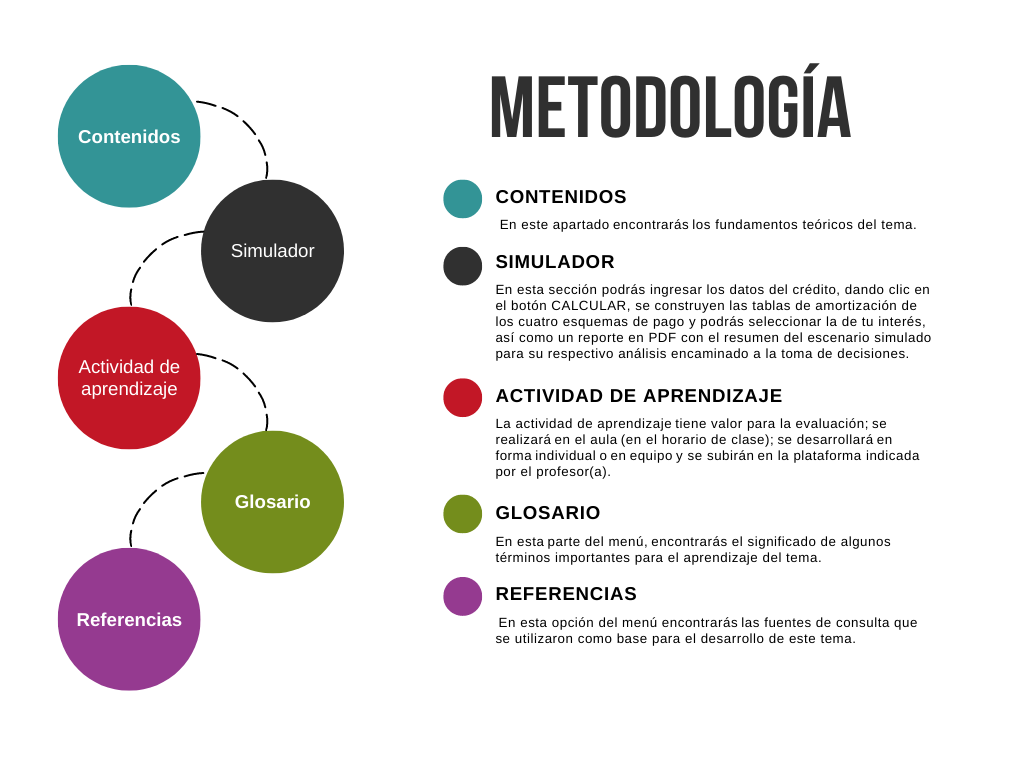 Contenidos
Simulador
Actividad de
aprendizaje
Glosario
Referencias
METODOLOGÍA
CONTENIDOS
En este apartado encontrarás los fundamentos teóricos del tema.
SIMULADOR
En esta sección podrás ingresar los datos del crédito, dando clic en
el botón CALCULAR, se construyen las tablas de amortización de
los cuatro esquemas de pago y podrás seleccionar la de tu interés,
así como un reporte en PDF con el resumen del escenario simulado
para su respectivo análisis encaminado a la toma de decisiones.
ACTIVIDAD DE APRENDIZAJE
La actividad de aprendizaje tiene valor para la evaluación; se
realizará en el aula (en el horario de clase); se desarrollará en
forma individual o en equipo y se subirán en la plataforma indicada
por el profesor(a).
GLOSARIO
En esta parte del menú, encontrarás el significado de algunos
términos importantes para el aprendizaje del tema.
REFERENCIAS
En esta opción del menú encontrarás las fuentes de consulta que
se utilizaron como base para el desarrollo de este tema.